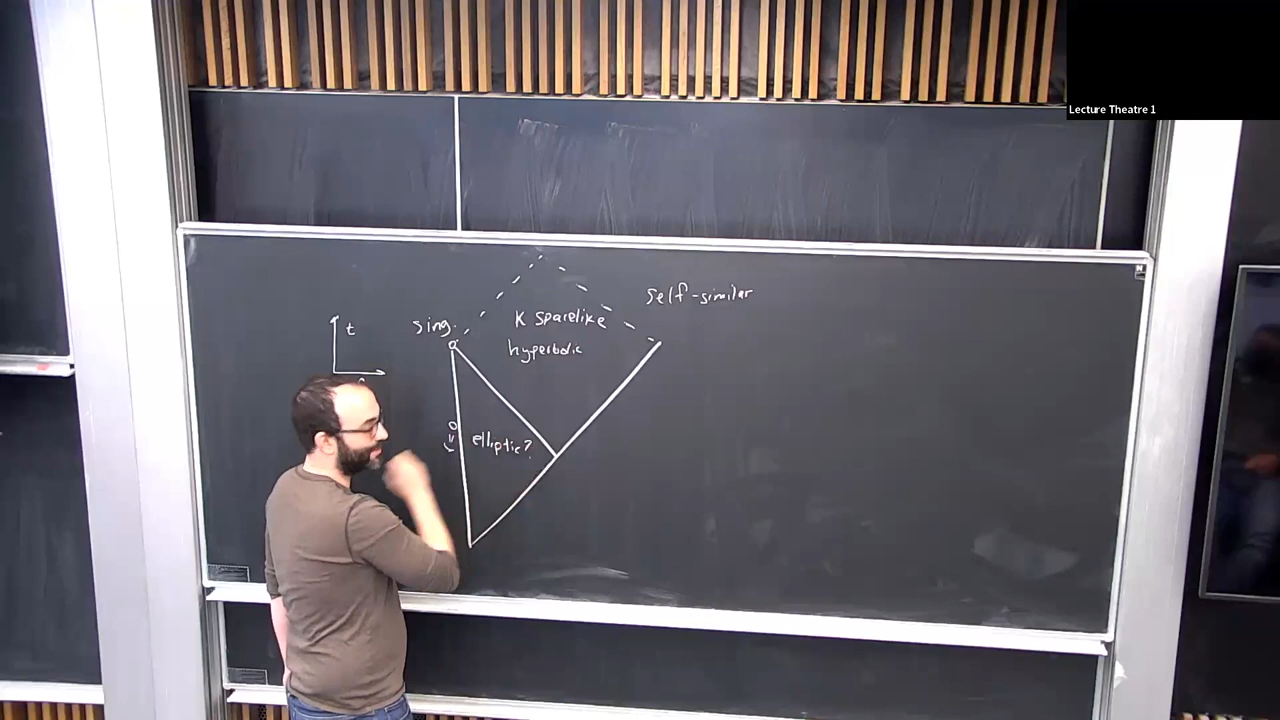 Lecture Theatre 1
self-similar
sing.
K spacelike
hyperbolic
t
elliptic?